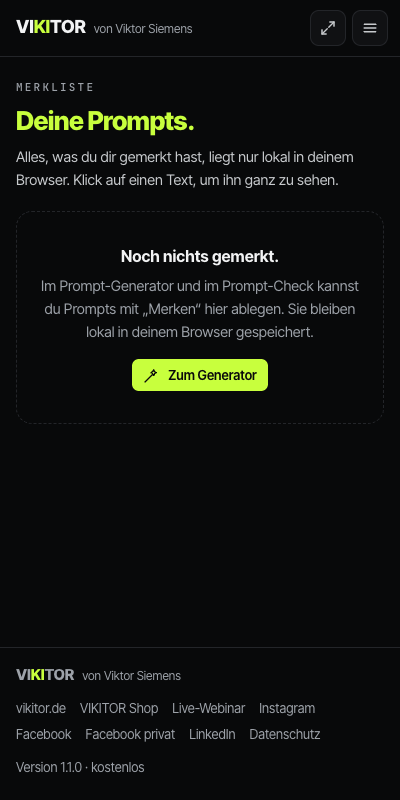 VIKITOR von Viktor Siemens
MERKLISTE
Deine Prompts.
Alles, was du dir gemerkt hast, liegt nur lokal in deinem
Browser. Klick auf einen Text, um ihn ganz zu sehen.
Noch nichts gemerkt.
Im Prompt-Generator und im Prompt-Check kannst
du Prompts mit „Merken“ hier ablegen. Sie bleiben
lokal in deinem Browser gespeichert.
Zum Generator
VIKITOR von Viktor Siemens
vikitor.de VIKITOR Shop Live-Webinar Instagram
Facebook Facebook privat LinkedIn Datenschutz
Version 1.1.0 · kostenlos